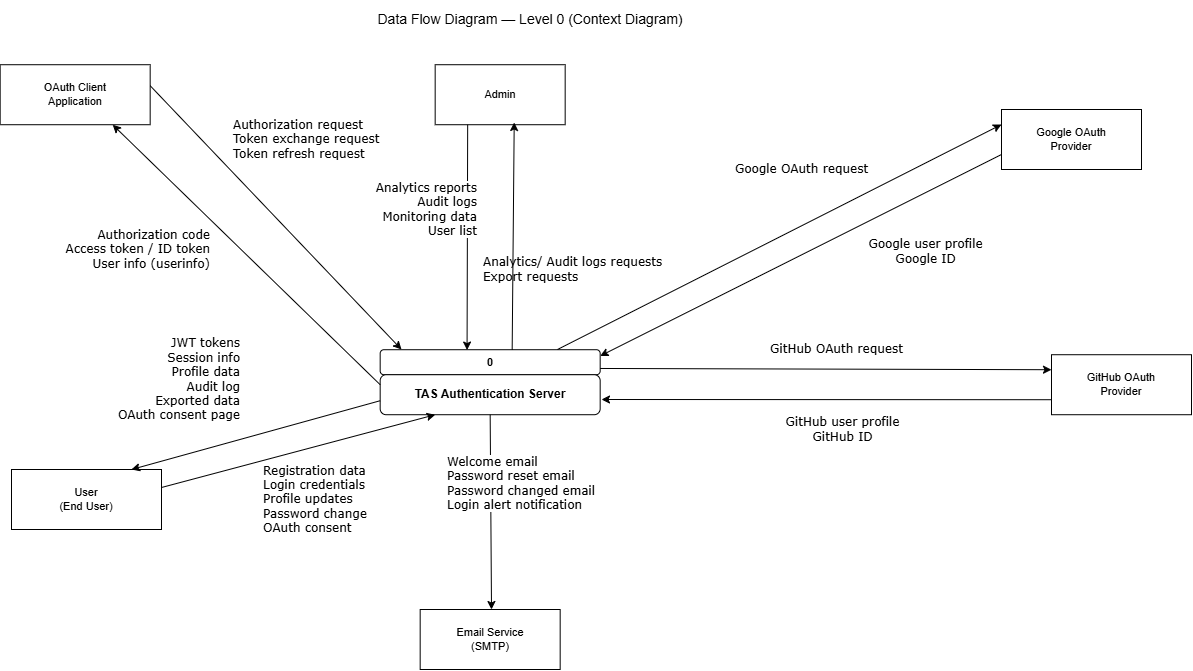 Data Flow Diagram — Level 0 (Context Diagram)
OAuth Client
Application
Admin
Google OAuth
Provider
Authorization request
Token exchange request
Token refresh request
Google OAuth request
Analytics reports
Audit logs
Monitoring data
User list
Authorization code
Access token / ID token
User info (userinfo)
Google user profile
Google ID
Analytics/ Audit logs requests
Export requests
JWT tokens
Session info
Profile data
Audit log
Exported data
OAuth consent page
0
TAS Authentication Server
GitHub OAuth request
GitHub OAuth
Provider
GitHub user profile
GitHub ID
User
(End User)
Registration data
Login credentials
Profile updates
Password change
OAuth consent
Welcome email
Password reset email
Password changed email
Login alert notification
Email Service
(SMTP)